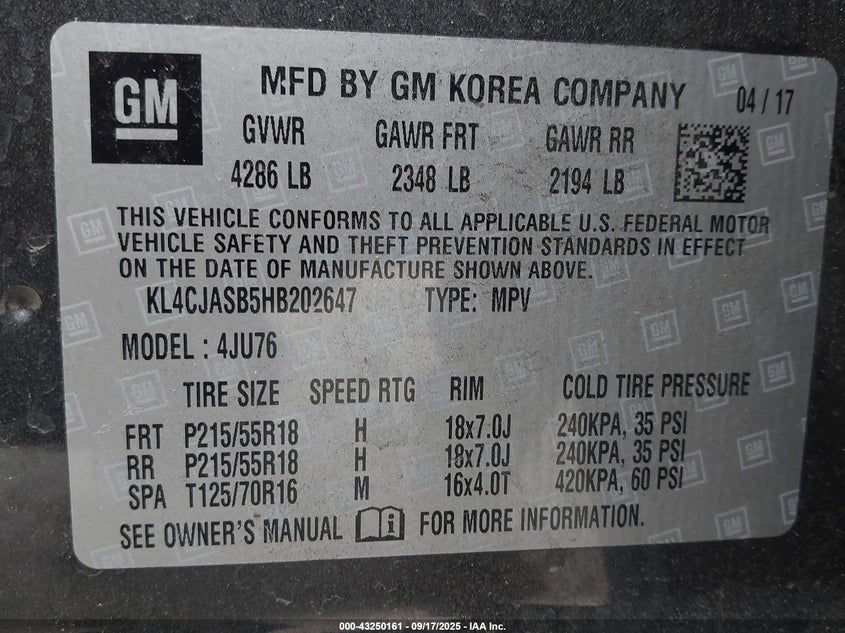 GM
MFD BY GM KOREA COMPANY 04 / 17
GVWR GAWR FRT GAWR RR
4286 LB 2348 LB 2194 LB
THIS VEHICLE CONFORMS TO ALL APPLICABLE U.S. FEDERAL MOTOR
VEHICLE SAFETY AND THEFT PREVENTION STANDARDS IN EFFECT
ON THE DATE OF MANUFACTURE SHOWN ABOVE.
KL4CJASB5HB202647 TYPE: MPV
MODEL : 4JU76
TIRE SIZE SPEED RTG RIM COLD TIRE PRESSURE
FRT P215/55R18 H 18x7.0J 240KPA, 35 PSI
RR P215/55R18 H 18x7.0J 240KPA, 35 PSI
SPA T125/70R16 M 16x4.0T 420KPA, 60 PSI
SEE OWNER'S MANUAL i FOR MORE INFORMATION.
000-43250161 - 09/17/2025 - IAA Inc.